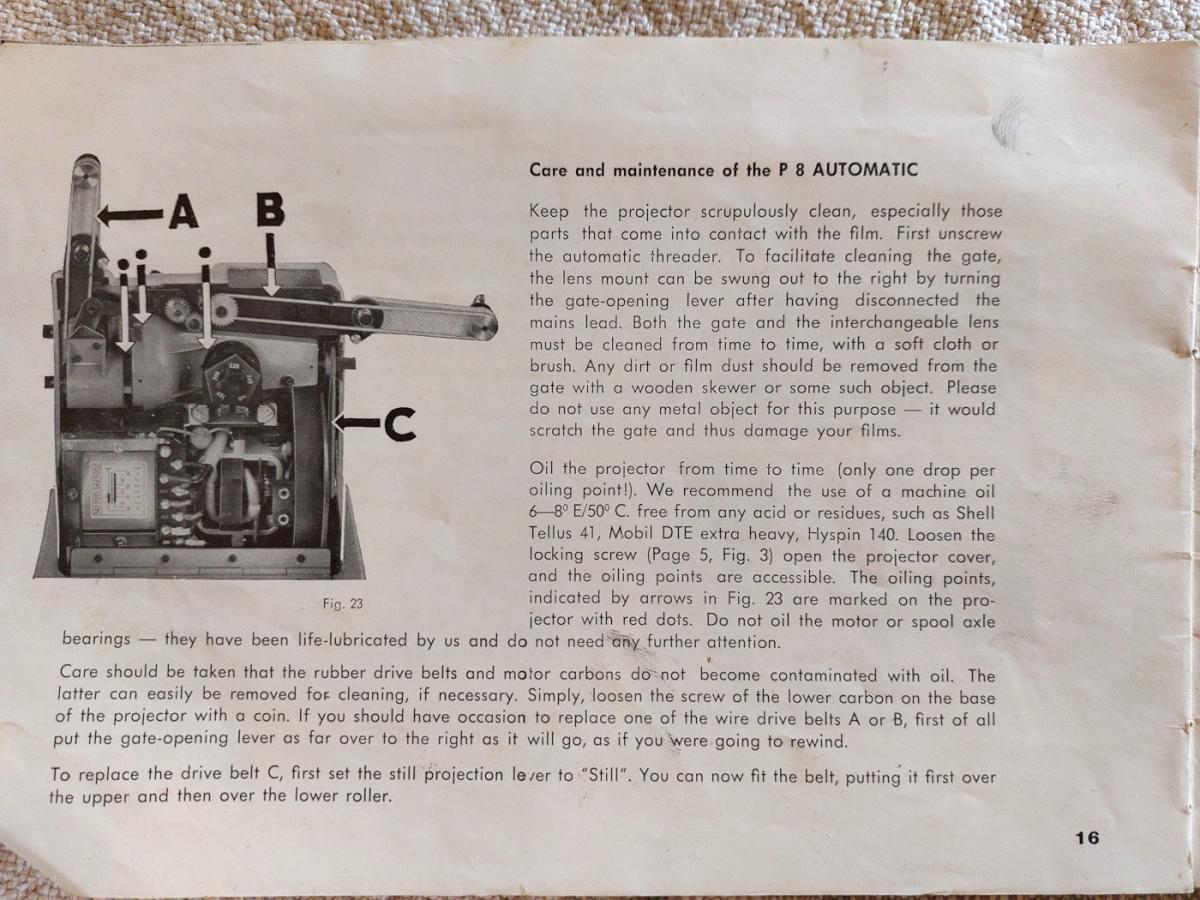 A
B
C
Fig. 23
Care and maintenance of the P 8 AUTOMATIC
Keep the projector scrupulously clean, especially those
parts that come into contact with the film. First unscrew
the automatic threader. To facilitate cleaning the gate,
the lens mount can be swung out to the right by turning
the gate-opening lever after having disconnected the
mains lead. Both the gate and the interchangeable lens
must be cleaned from time to time, with a soft cloth or
brush. Any dirt or film dust should be removed from the
gate with a wooden skewer or some such object. Please
do not use any metal object for this purpose — it would
scratch the gate and thus damage your films.
Oil the projector from time to time (only one drop per
oiling point!). We recommend the use of a machine oil
6—8° E/50° C. free from any acid or residues, such as Shell
Tellus 41, Mobil DTE extra heavy, Hyspin 140. Loosen the
locking screw (Page 5, Fig. 3) open the projector cover,
and the oiling points are accessible. The oiling points,
indicated by arrows in Fig. 23 are marked on the pro-
jector with red dots. Do not oil the motor or spool axle
bearings — they have been life-lubricated by us and do not need any further attention.
Care should be taken that the rubber drive belts and motor carbons do not become contaminated with oil. The
latter can easily be removed for cleaning, if necessary. Simply, loosen the screw of the lower carbon on the base
of the projector with a coin. If you should have occasion to replace one of the wire drive belts A or B, first of all
put the gate-opening lever as far over to the right as it will go, as if you were going to rewind.
To replace the drive belt C, first set the still projection lever to “Still”. You can now fit the belt, putting it first over
the upper and then over the lower roller.
16